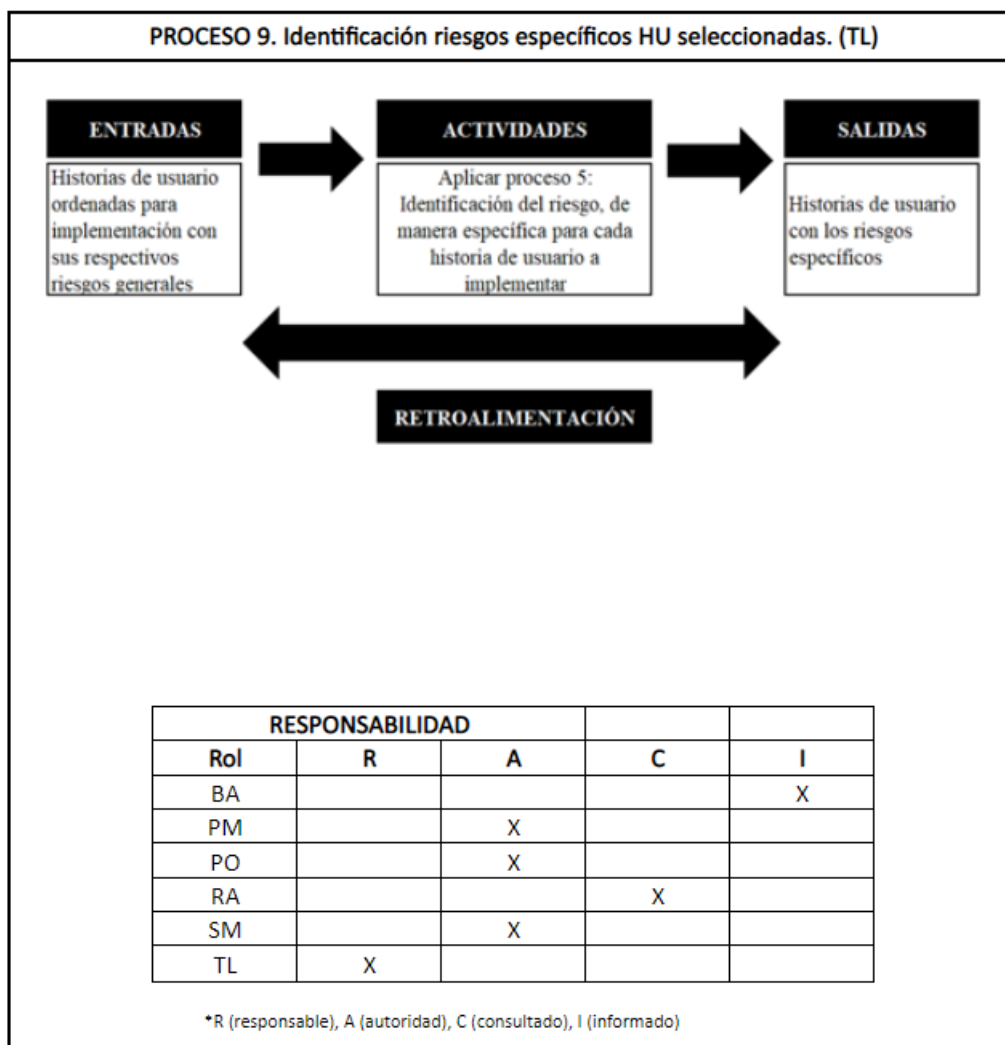 PROCESO 9. Identificación riesgos específicos HU seleccionadas. (TL)
ENTRADAS
Historias de usuario
ordenadas para
implementación con
sus respectivos
riesgos generales
ACTIVIDADES
Aplicar proceso 5:
Identificación del riesgo, de
manera específica para cada
historia de usuario a
implementar
SALIDAS
Historias de usuario
con los riesgos
específicos
RETROALIMENTACIÓN
RESPONSABILIDAD
Rol R A C I
BA X
PM X
PO X
RA X
SM X
TL X
*R (responsable), A (autoridad), C (consultado), I (informado)